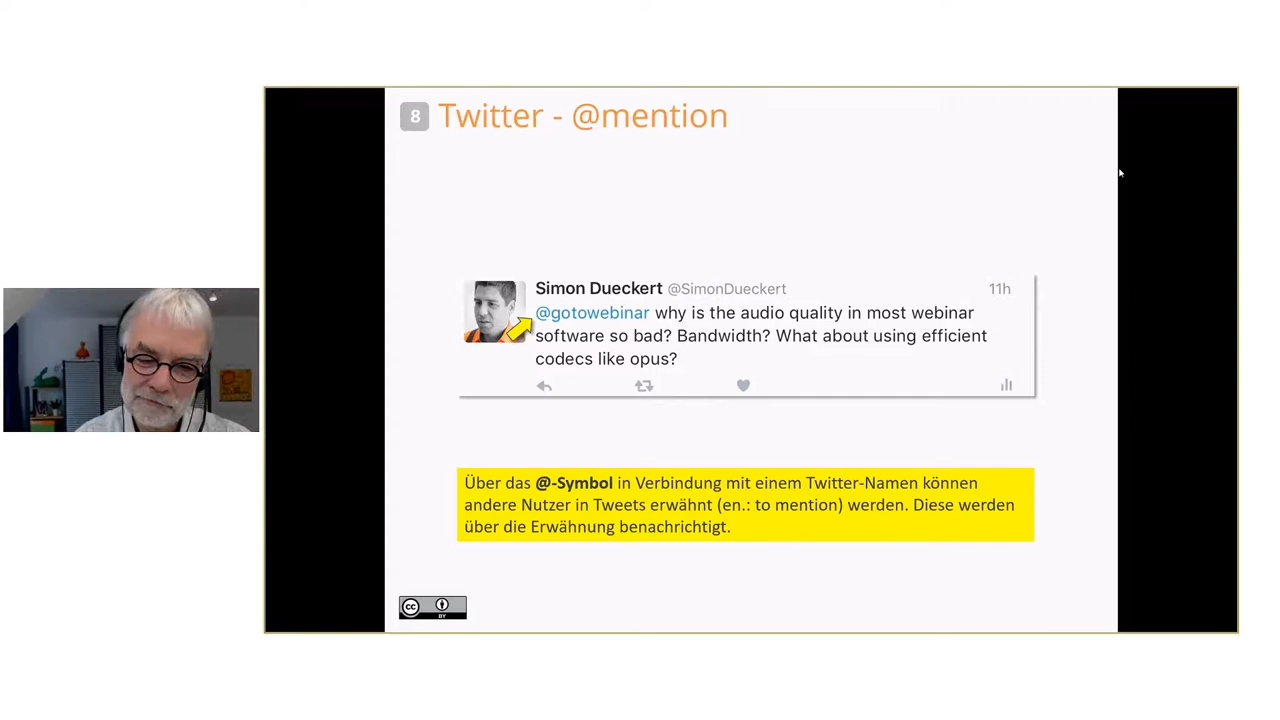 8 Twitter - @mention
Simon Dueckert @SimonDueckert 11h
@gotowebinar why is the audio quality in most webinar
software so bad? Bandwidth? What about using efficient
codecs like opus?
Über das @-Symbol in Verbindung mit einem Twitter-Namen können
andere Nutzer in Tweets erwähnt (en.: to mention) werden. Diese werden
über die Erwähnung benachrichtigt.
cc
BY